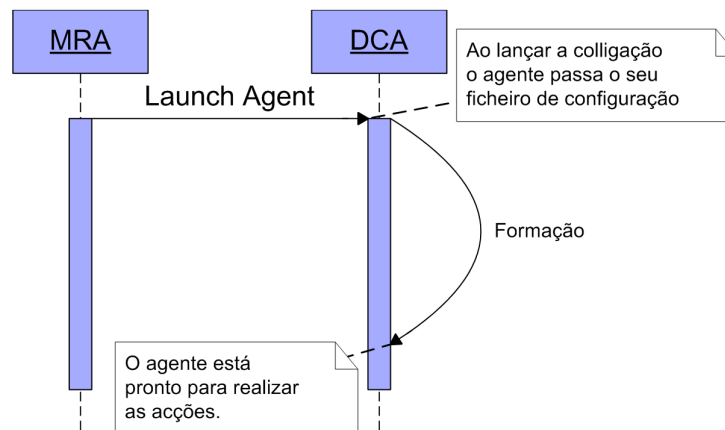 MRA
DCA
Ao lançar a colligação
o agente passa o seu
ficheiro de configuração
Launch Agent
Formação
O agente está
pronto para realizar
as acções.